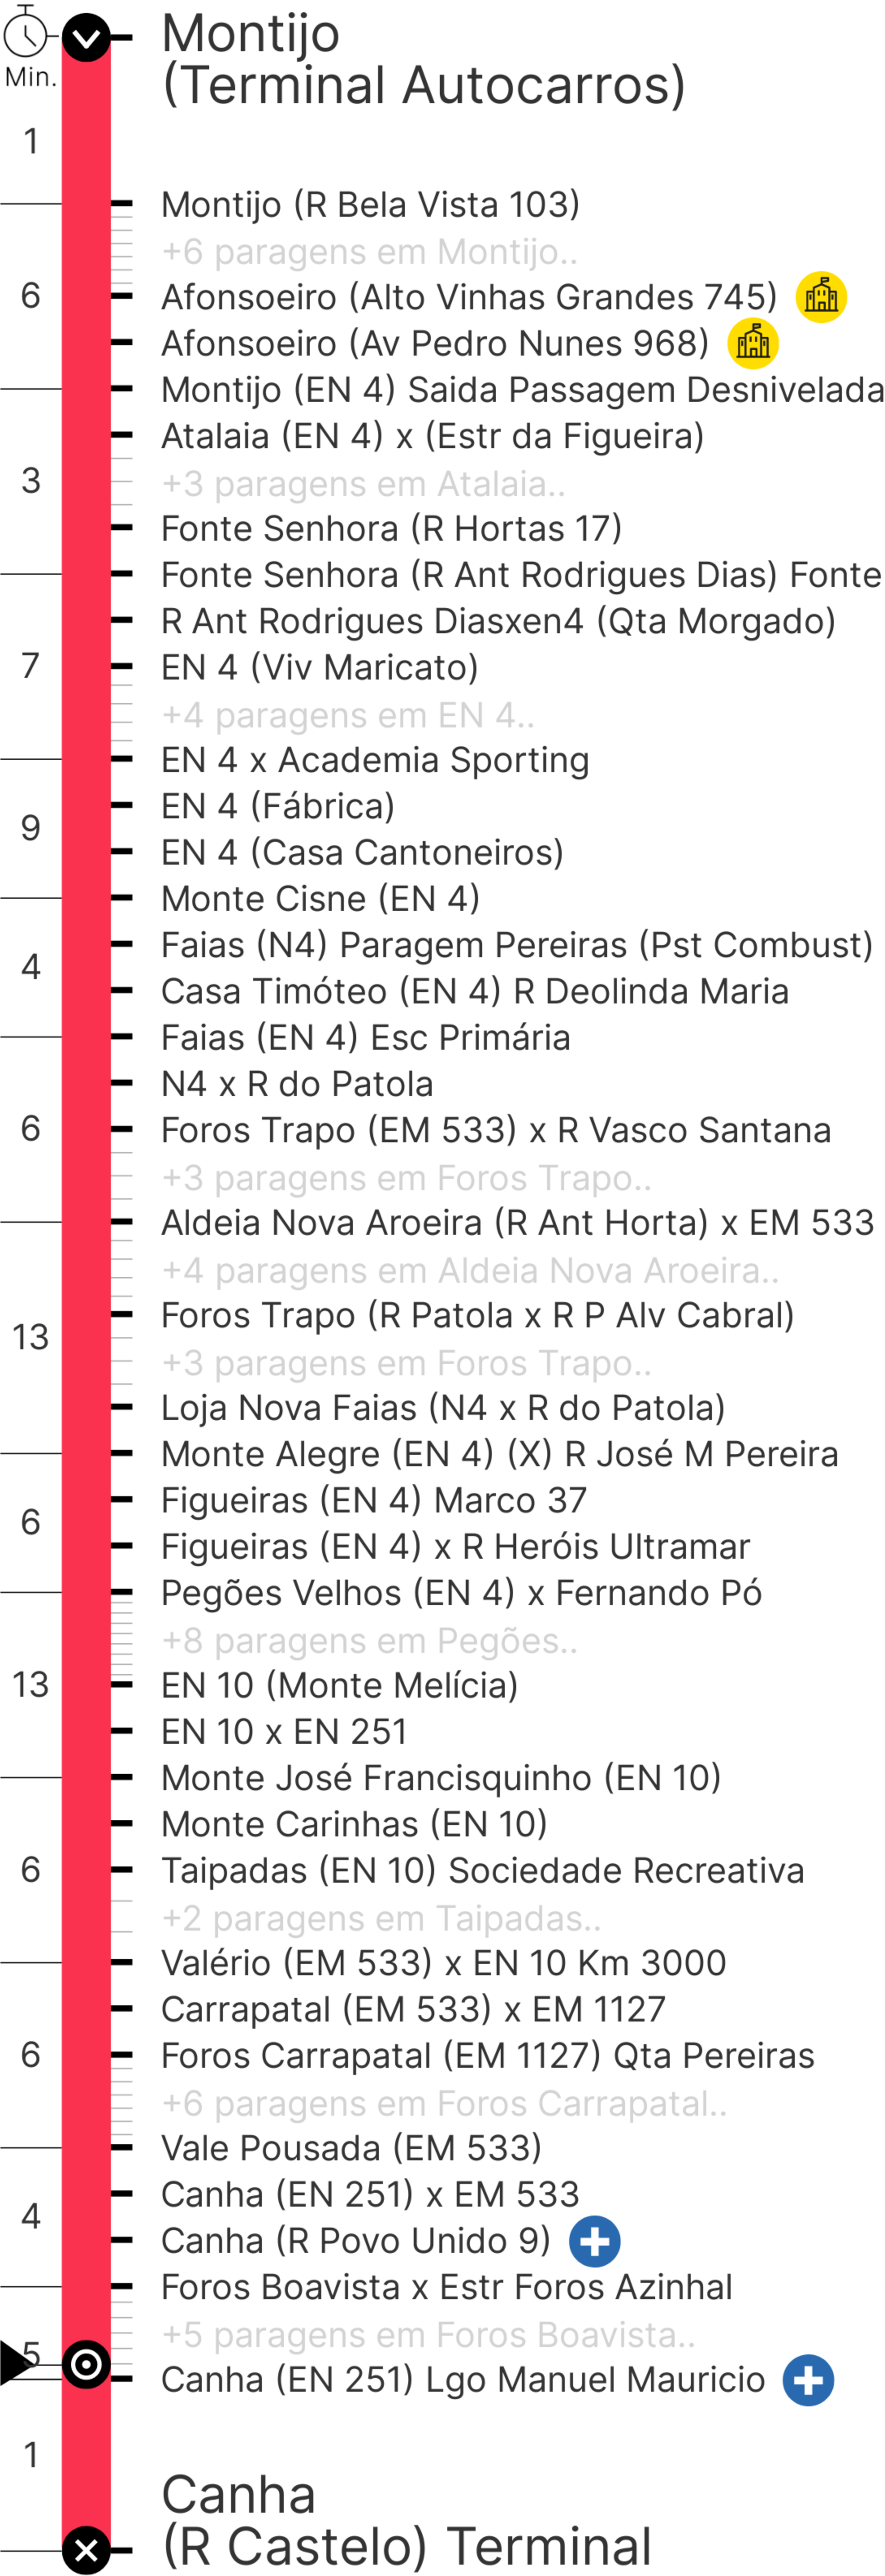 Montijo
(Terminal Autocarros)
Min.
1
Montijo (R Bela Vista 103)
+6 paragens em Montijo..
6
Afonsoeiro (Alto Vinhas Grandes 745)
Afonsoeiro (Av Pedro Nunes 968)
Montijo (EN 4) Saida Passagem Desnivelada
Atalaia (EN 4) x (Estr da Figueira)
3
+3 paragens em Atalaia..
Fonte Senhora (R Hortas 17)
Fonte Senhora (R Ant Rodrigues Dias) Fonte
R Ant Rodrigues Diasxen4 (Qta Morgado)
7
EN 4 (Viv Maricato)
+4 paragens em EN 4..
EN 4 x Academia Sporting
EN 4 (Fábrica)
9
EN 4 (Casa Cantoneiros)
Monte Cisne (EN 4)
Faias (N4) Paragem Pereiras (Pst Combust)
4
Casa Timóteo (EN 4) R Deolinda Maria
Faias (EN 4) Esc Primária
N4 x R do Patola
6
Foros Trapo (EM 533) x R Vasco Santana
+3 paragens em Foros Trapo..
Aldeia Nova Aroeira (R Ant Horta) x EM 533
+4 paragens em Aldeia Nova Aroeira..
Foros Trapo (R Patola x R P Alv Cabral)
13
+3 paragens em Foros Trapo..
Loja Nova Faias (N4 x R do Patola)
Monte Alegre (EN 4) (X) R José M Pereira
Figueiras (EN 4) Marco 37
6
Figueiras (EN 4) x R Heróis Ultramar
Pegões Velhos (EN 4) x Fernando Pó
+8 paragens em Pegões..
13
EN 10 (Monte Melícia)
EN 10 x EN 251
Monte José Francisquinho (EN 10)
Monte Carinhas (EN 10)
6
Taipadas (EN 10) Sociedade Recreativa
+2 paragens em Taipadas..
Valério (EM 533) x EN 10 Km 3000
Carrapatal (EM 533) x EM 1127
6
Foros Carrapatal (EM 1127) Qta Pereiras
+6 paragens em Foros Carrapatal..
Vale Pousada (EM 533)
Canha (EN 251) x EM 533
4
Canha (R Povo Unido 9)
Foros Boavista x Estr Foros Azinhal
+5 paragens em Foros Boavista..
5
Canha (EN 251) Lgo Manuel Mauricio
1
Canha
(R Castelo) Terminal